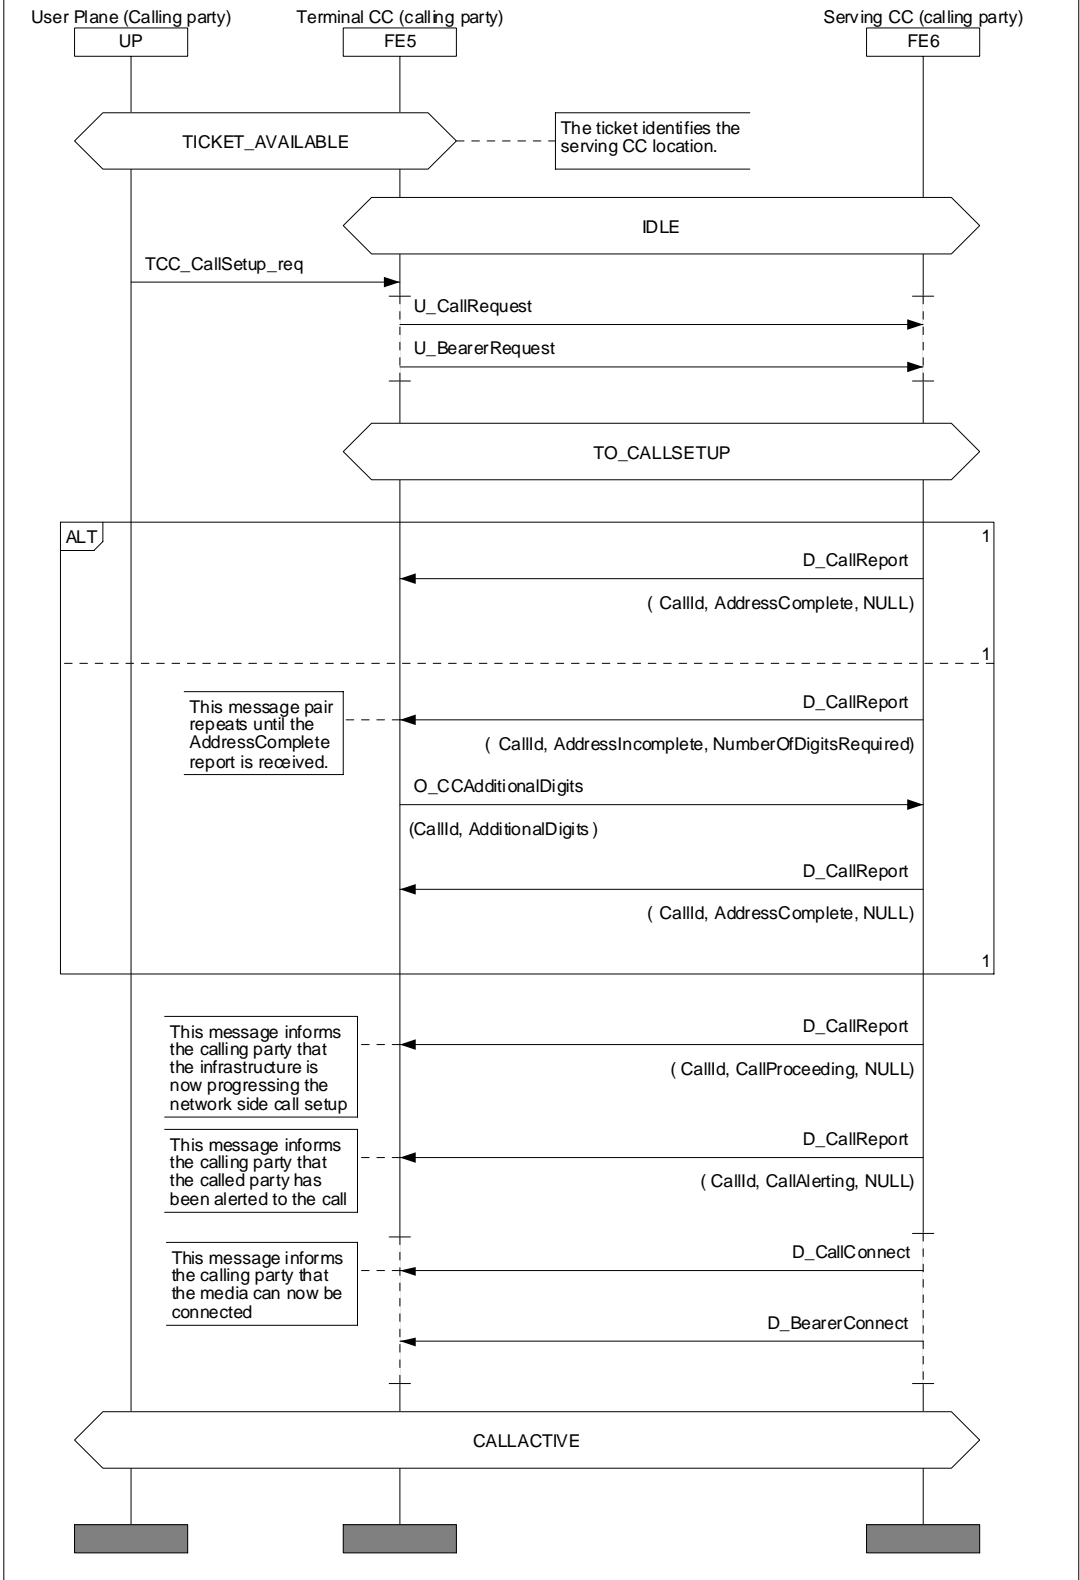 User Plane (Calling party)
Terminal CC (calling party)
Serving CC (calling party)
UP
FE5
FE6
TICKET_AVAILABLE
The ticket identifies the
serving CC location.
IDLE
TCC_CallSetup_req
U_CallRequest
U_BearerRequest
TO_CALLSETUP
ALT
1
D_CallReport
( CallId, AddressComplete, NULL)
1
This message pair
repeats until the
AddressComplete
report is received.
D_CallReport
( CallId, AddressIncomplete, NumberOfDigitsRequired)
O_CCAdditionalDigits
(CallId, AdditionalDigits )
D_CallReport
( CallId, AddressComplete, NULL)
1
This message informs
the calling party that
the infrastructure is
now progressing the
network side call setup
D_CallReport
( CallId, CallProceeding, NULL)
This message informs
the calling party that
the called party has
been alerted to the call
D_CallReport
( CallId, CallAlerting, NULL)
This message informs
the calling party that
the media can now be
connected
D_CallConnect
D_BearerConnect
CALLACTIVE